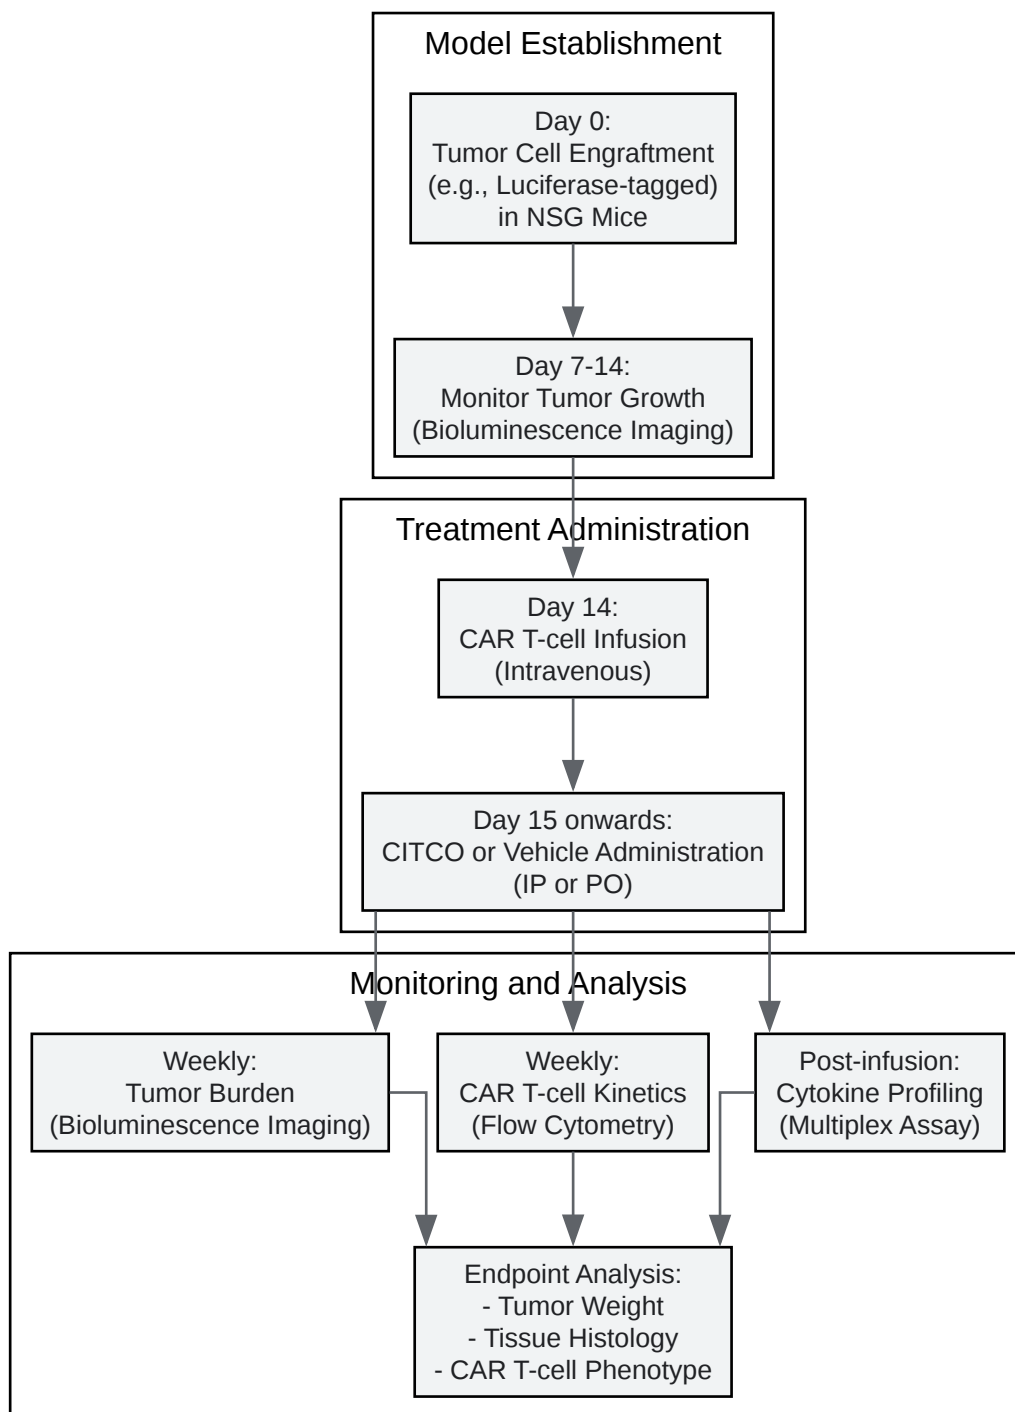 Model Establishment
Day 0:
Tumor Cell Engraftment
(e.g., Luciferase-tagged)
in NSG Mice
Day 7-14:
Monitor Tumor Growth
(Bioluminescence Imaging)
Treatment Administration
Day 14:
CAR T-cell Infusion
(Intravenous)
Day 15 onwards:
CITCO or Vehicle Administration
(IP or PO)
Monitoring and Analysis
Weekly:
Tumor Burden
(Bioluminescence Imaging)
Weekly:
CAR T-cell Kinetics
(Flow Cytometry)
Post-infusion:
Cytokine Profiling
(Multiplex Assay)
Endpoint Analysis:
- Tumor Weight
- Tissue Histology
- CAR T-cell Phenotype